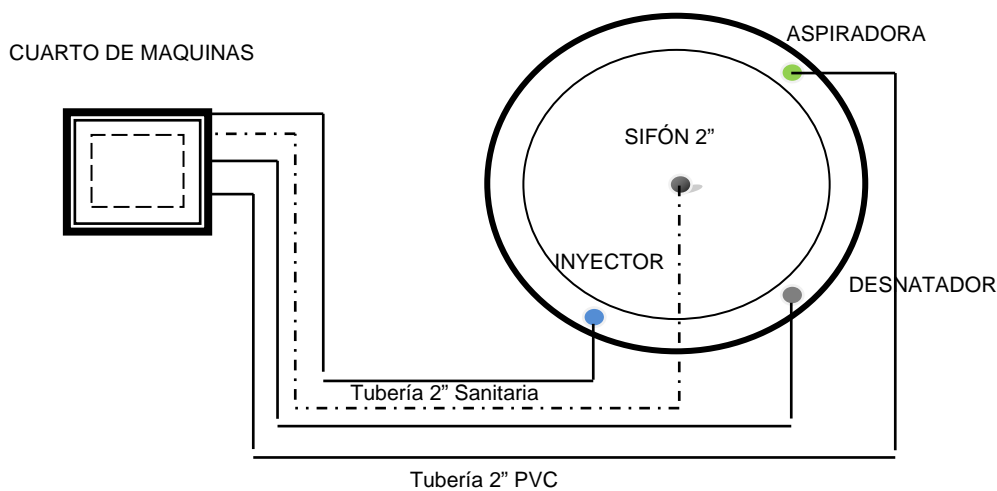 ASPIRADORA
CUARTO DE MAQUINAS
SIFÓN 2”
INYECTOR
DESNATADOR
Tubería 2” Sanitaria
Tubería 2” PVC